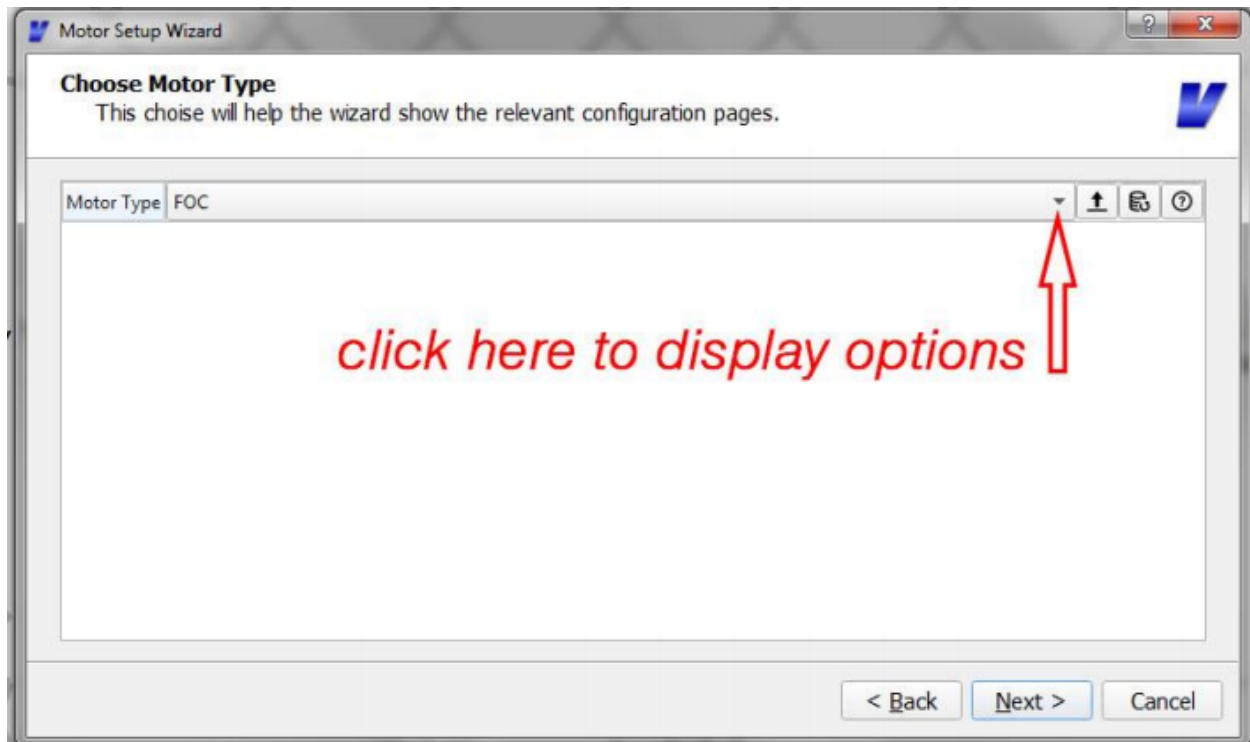 Motor Setup Wizard
Choose Motor Type
This choise will help the wizard show the relevant configuration pages.
Motor Type FOC
click here to display options
< Back Next > Cancel